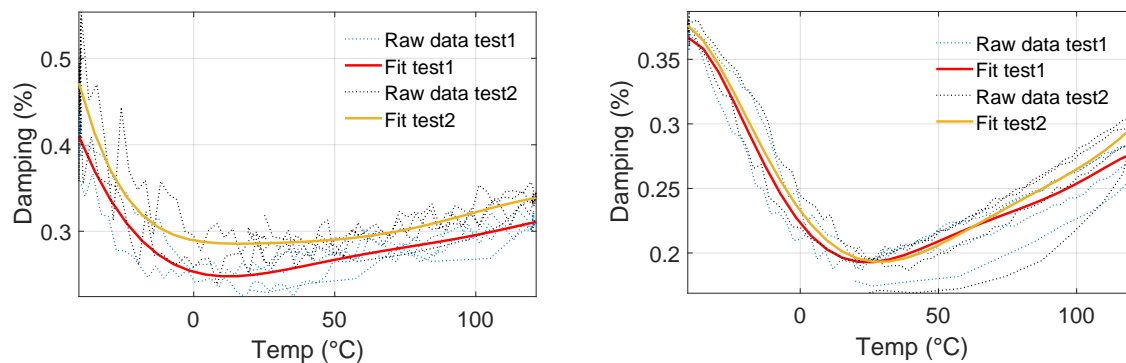 0.5
0.4
0.3
Damping (%)
0
50
100
Temp (°C)
Raw data test1
Fit test1
Raw data test2
Fit test2
0.35
0.3
0.25
0.2
Damping (%)
0
50
100
Temp (°C)
Raw data test1
Fit test1
Raw data test2
Fit test2